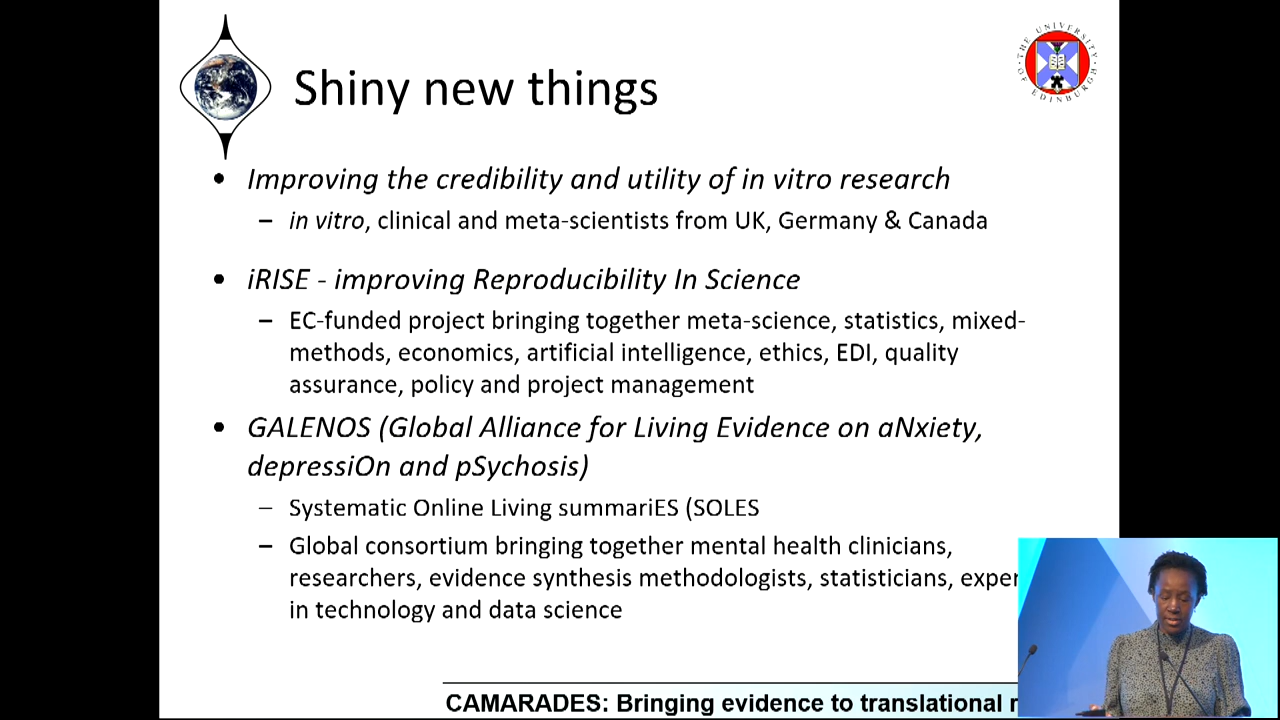 Shiny new things
THE UNIVERSITY OF EDINBURGH
• Improving the credibility and utility of in vitro research
– in vitro, clinical and meta-scientists from UK, Germany & Canada
• iRISE - improving Reproducibility In Science
– EC-funded project bringing together meta-science, statistics, mixed-
methods, economics, artificial intelligence, ethics, EDI, quality
assurance, policy and project management
• GALENOS (Global Alliance for Living Evidence on aNxiety,
depressiOn and pSychosis)
– Systematic Online Living summariES (SOLES
– Global consortium bringing together mental health clinicians,
researchers, evidence synthesis methodologists, statisticians,
in technology and data science
CAMARADES: Bringing evidence to translational